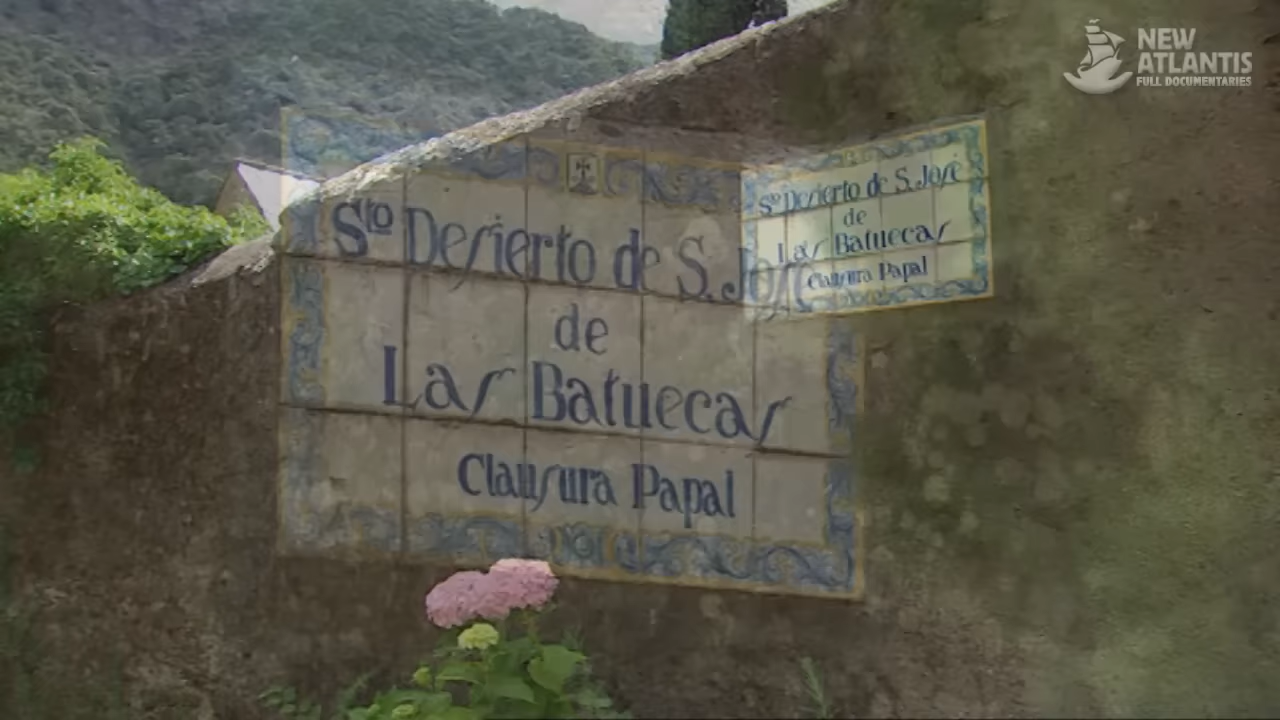 NEW
ATLANTIS
FULL DOCUMENTARIES
Sto Desierto de S. José
de
Las Batuecas
Clausura Papal
Sto Desierto de S. José
de
Las Batuecas
Clausura Papal